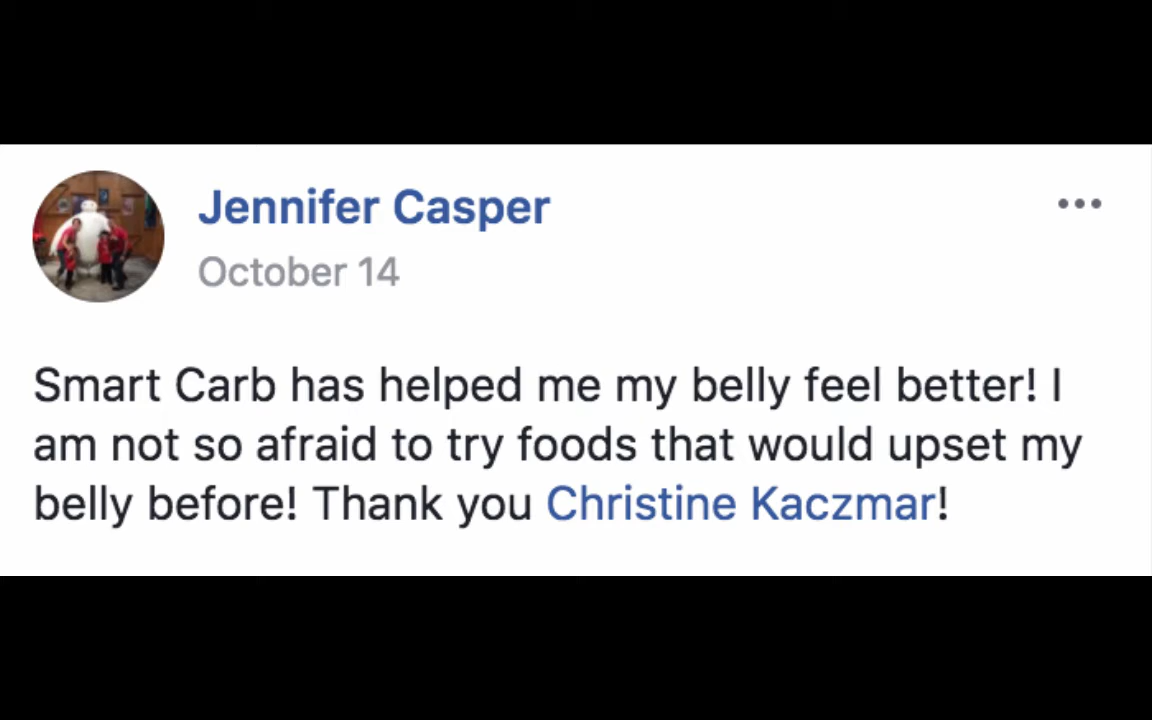 Jennifer Casper
October 14
Smart Carb has helped me my belly feel better! I
am not so afraid to try foods that would upset my
belly before! Thank you Christine Kaczmar!